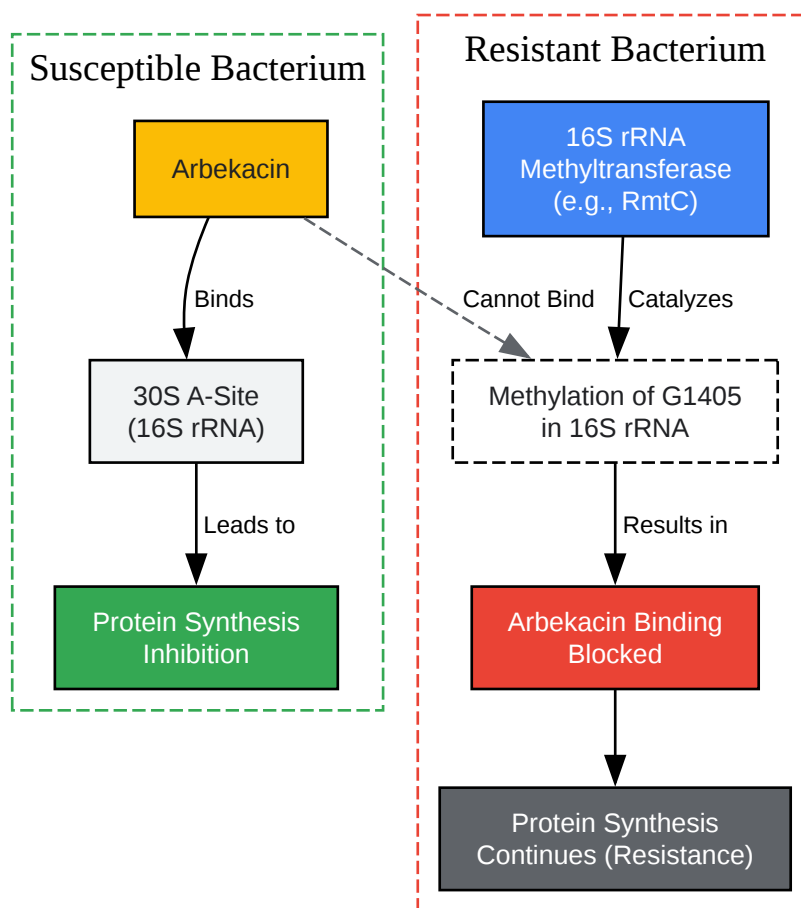 Susceptible Bacterium
Arbekacin
Binds
30S A-Site
(16S rRNA)
Leads to
Protein Synthesis
Inhibition
Resistant Bacterium
16S rRNA
Methyltransferase
(e.g., RmtC)
Cannot Bind
Catalyzes
Methylation of G1405
in 16S rRNA
Results in
Arbekacin Binding
Blocked
Protein Synthesis
Continues (Resistance)